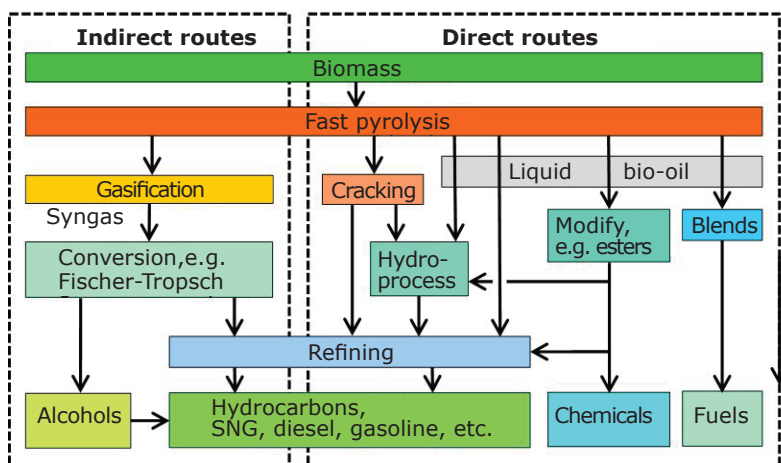 Indirect routes
Direct routes
Biomass
Fast pyrolysis
Liquid bio-oil
Gasification
Cracking
Syngas
Modify,
e.g. esters
Blends
Conversion,e.g.
Fischer-Tropsch
Hydro-
process
Refining
Alcohols
Hydrocarbons,
SNG, diesel, gasoline, etc.
Chemicals
Fuels